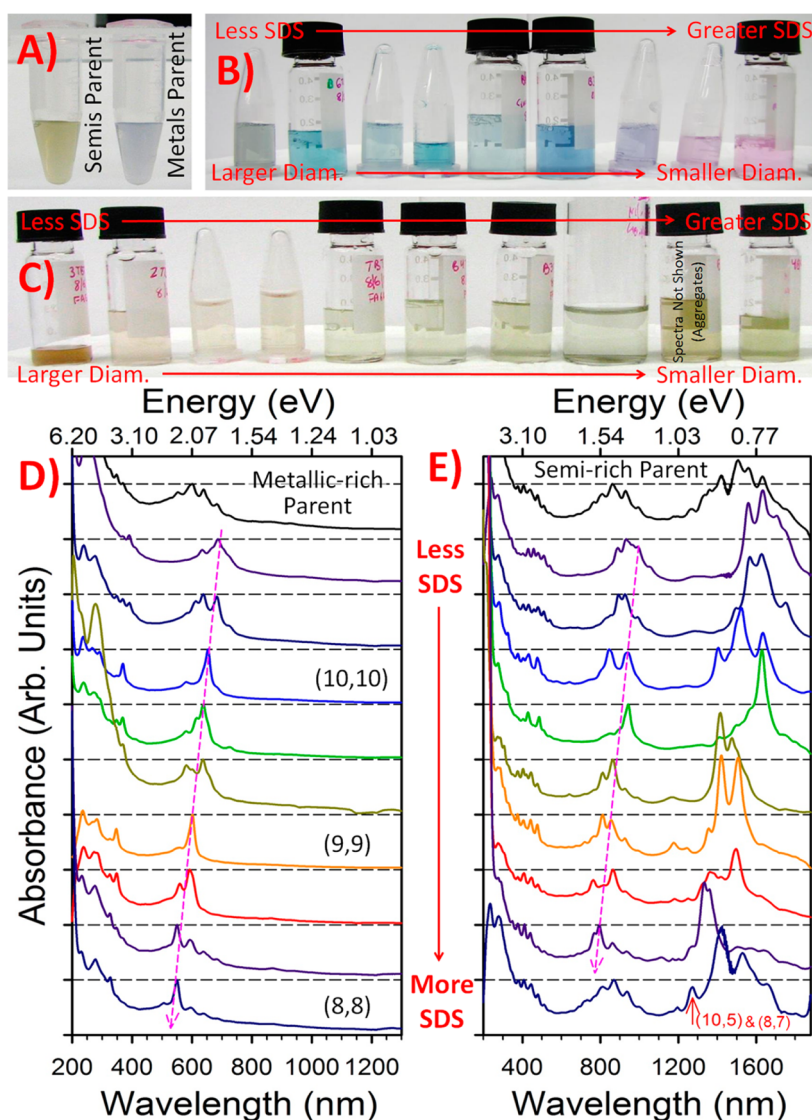 A)
Semis Parent
Metals Parent
B)
Less SDS
Greater SDS
Larger Diam.
Smaller Diam.
C)
Less SDS
Greater SDS
Spectra Not Shown
(Aggregates)
Larger Diam.
Smaller Diam.
Energy (eV)
6.20 3.10 2.07 1.54 1.24 1.03
D)
Metallic-rich
Parent
(10,10)
(9,9)
(8,8)
Absorbance (Arb. Units)
200 400 600 800 1000 1200
Wavelength (nm)
Less
SDS
More
SDS
Energy (eV)
3.10 1.54 1.03 0.77
E)
Semi-rich Parent
(10,5) & (8,7)
400 800 1200 1600
Wavelength (nm)